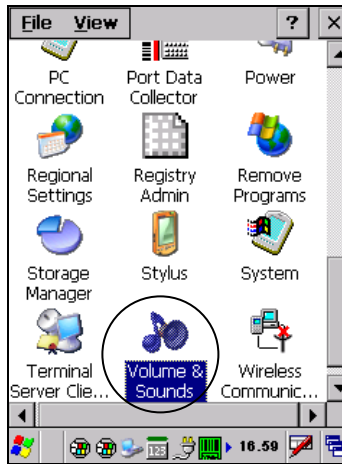 File View ? ×
PC Connection
Port Data Collector
Power
Regional Settings
Registry Admin
Remove Programs
Storage Manager
Stylus
System
Terminal Server Clie...
Volume & Sounds
Wireless Communic...
123 16.59